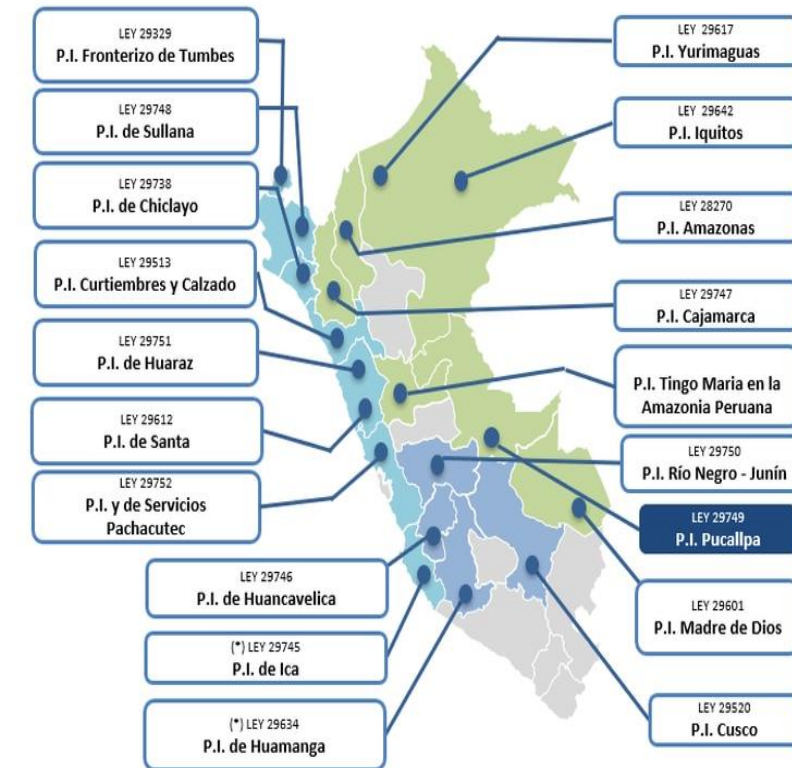 LEY 29329
P.I. Fronterizo de Tumbes
LEY 29748
P.I. de Sullana
LEY 29738
P.I. de Chiclayo
LEY 29513
P.I. Curtiembres y Calzado
LEY 29751
P.I. de Huaraz
LEY 29612
P.I. de Santa
LEY 29752
P.I. y de Servicios
Pachacutec
LEY 29746
P.I. de Huancavelica
(*) LEY 29745
P.I. de Ica
(*) LEY 29634
P.I. de Huamanga
LEY 29617
P.I. Yurimaguas
LEY 29642
P.I. Iquitos
LEY 28270
P.I. Amazonas
LEY 29747
P.I. Cajamarca
P.I. Tingo Maria en la
Amazonia Peruana
LEY 29750
P.I. Río Negro - Junín
LEY 29749
P.I. Pucallpa
LEY 29601
P.I. Madre de Dios
LEY 29520
P.I. Cusco